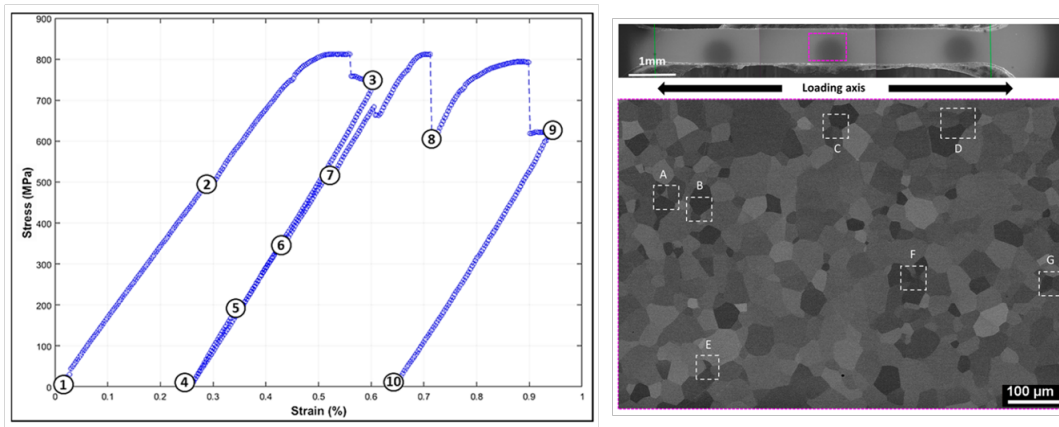 900
800
700
600
500
400
300
200
100
0
Stress (MPa)
1
2
3
4
5
6
7
8
9
10
0
0.1
0.2
0.3
0.4
0.5
0.6
0.7
0.8
0.9
1
Strain (%)
1mm
Loading axis
A
B
C
D
E
F
G
100 µm